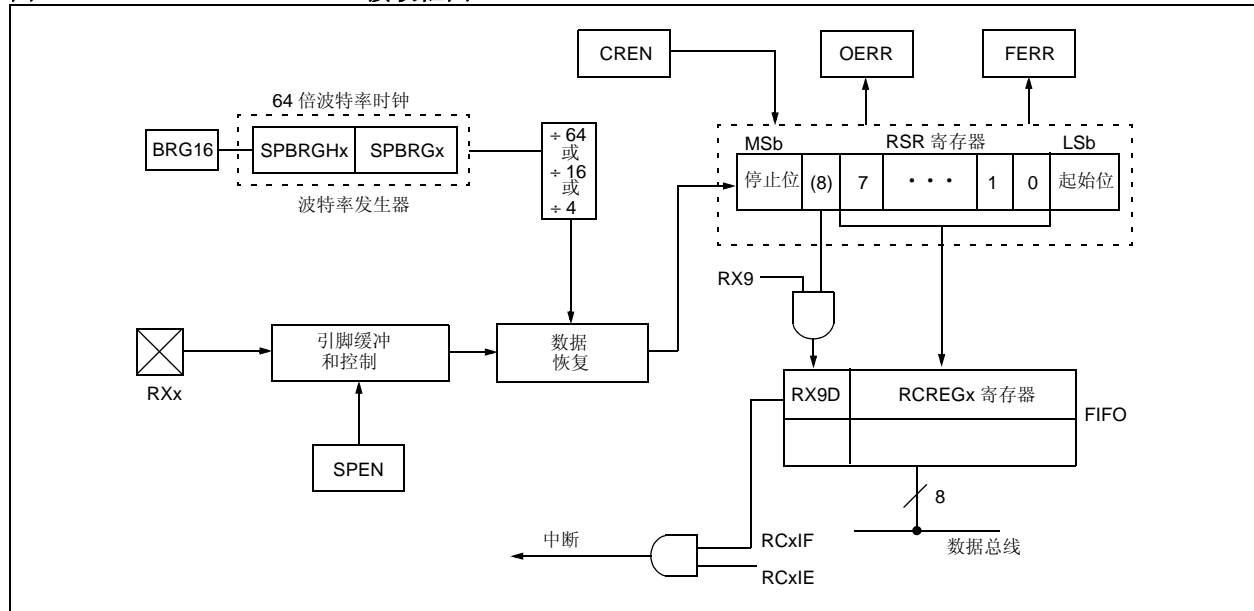 CREN
OERR
FERR
64 倍波特率时钟
BRG16
SPBRGHx
SPBRGx
波特率发生器
÷ 64
或
÷ 16
或
÷ 4
MSb
RSR 寄存器
LSb
停止位
(8)
7
• • •
1
0
起始位
RX9
RXx
引脚缓冲
和控制
数据
恢复
SPEN
RX9D
RCREGx 寄存器
FIFO
8
数据总线
中断
RCxIF
RCxIE